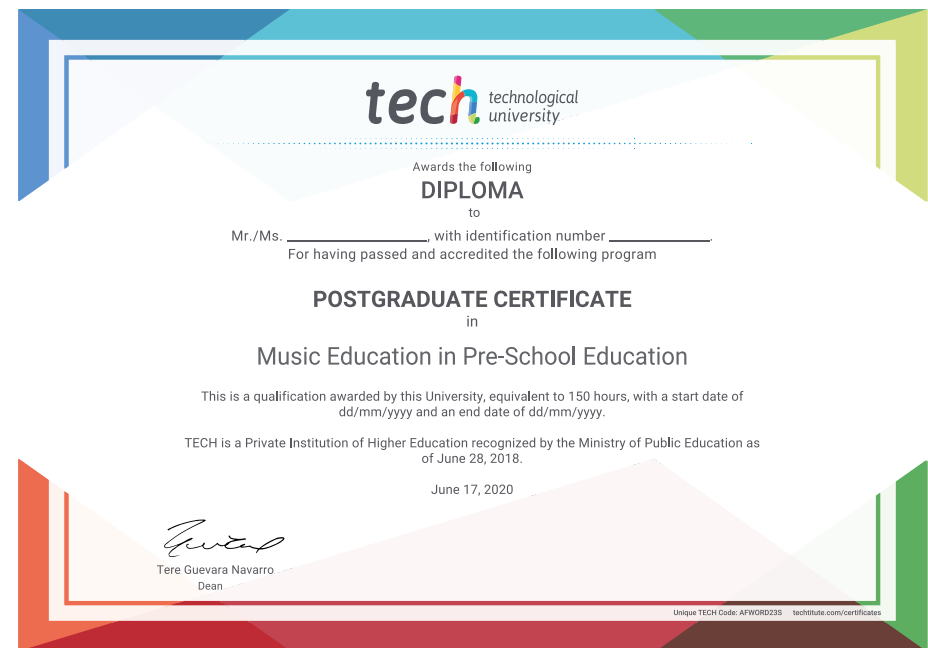 tech technological
university
Awards the following
DIPLOMA
to
Mr./Ms. ____________________, with identification number ______________.
For having passed and accredited the following program
POSTGRADUATE CERTIFICATE
in
Music Education in Pre-School Education
This is a qualification awarded by this University, equivalent to 150 hours, with a start date of
dd/mm/yyyy and an end date of dd/mm/yyyy.
TECH is a Private Institution of Higher Education recognized by the Ministry of Public Education as
of June 28, 2018.
June 17, 2020
Tere Guevara Navarro
Dean
Unique TECH Code: AFWORD23S techtitute.com/certificates